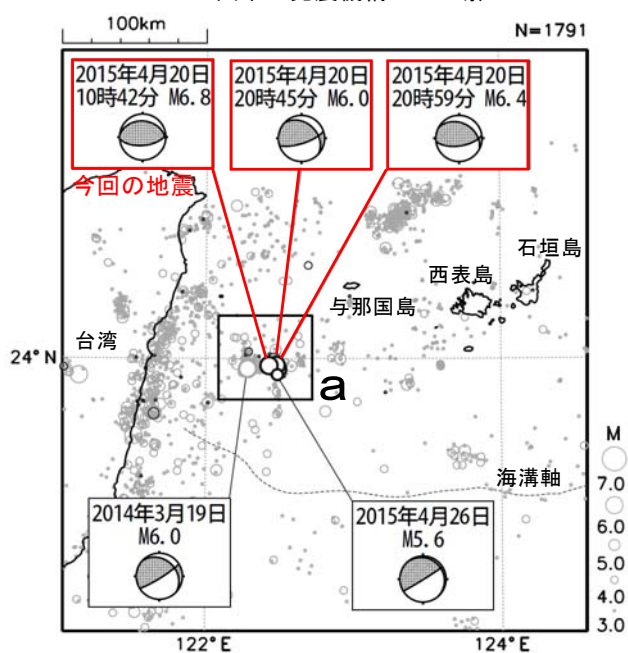 100km
N=1791
2015年4月20日
10時42分 M6.8
2015年4月20日
20時45分 M6.0
2015年4月20日
20時59分 M6.4
今回の地震
石垣島
西表島
与那国島
台湾
24°N
a
海溝軸
2014年3月19日
M6.0
2015年4月26日
M5.6
M
7.0
6.0
5.0
4.0
3.0
122°E
124°E